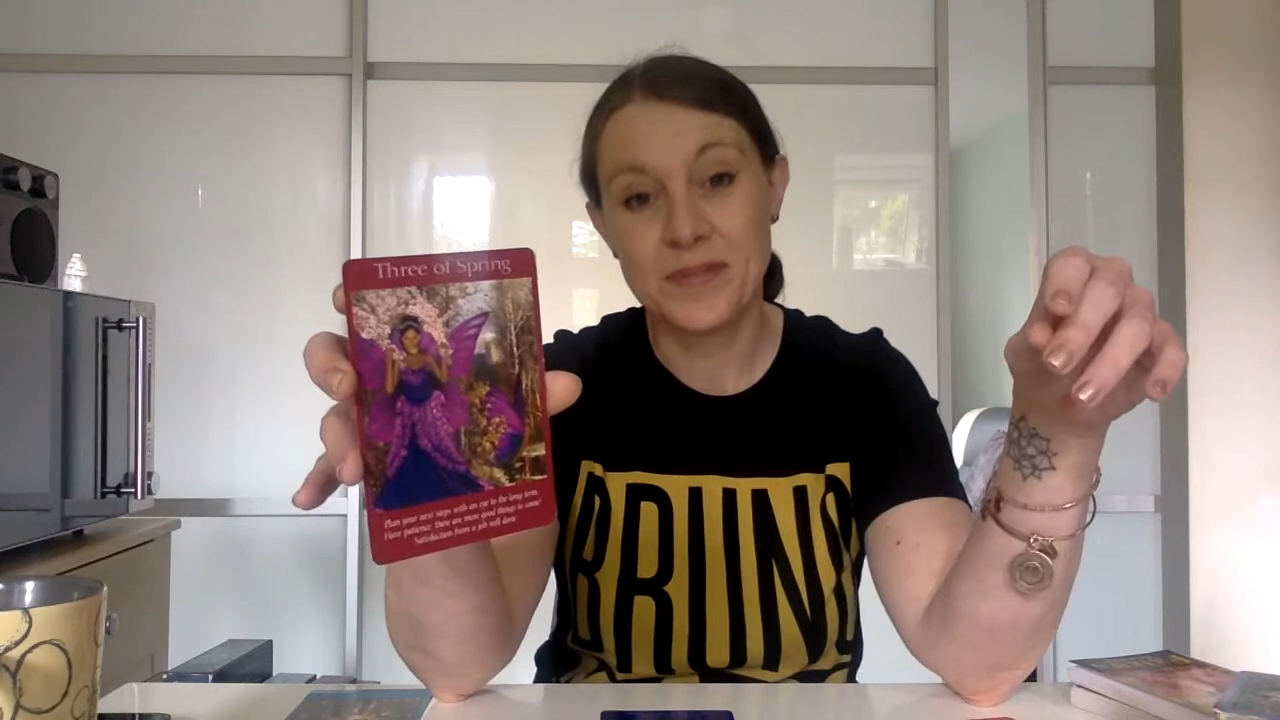 Three of Spring
Plan your next steps with an eye to the long term.
Have patience: there are more good things to come!
Satisfaction from a job well done
BRUNO